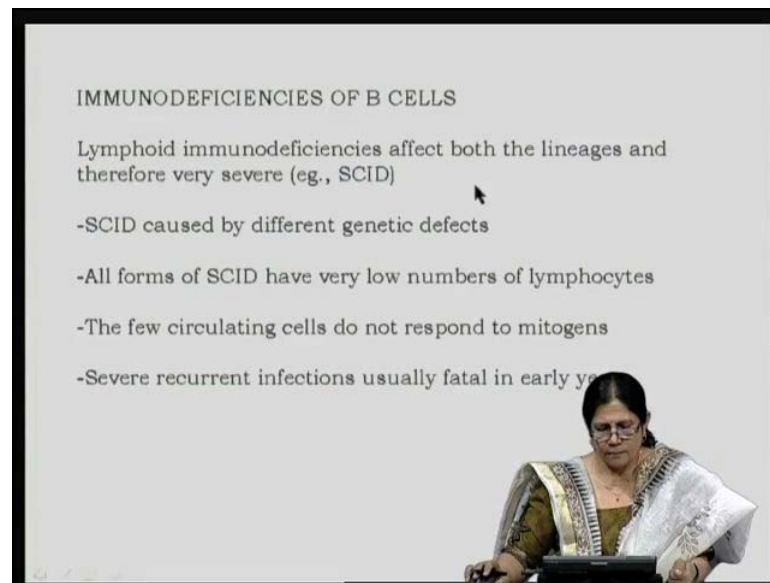 IMMUNODEFICIENCIES OF B CELLS
Lymphoid immunodeficiencies affect both the lineages and
therefore very severe (eg., SCID)
-SCID caused by different genetic defects
-All forms of SCID have very low numbers of lymphocytes
-The few circulating cells do not respond to mitogens
-Severe recurrent infections usually fatal in early